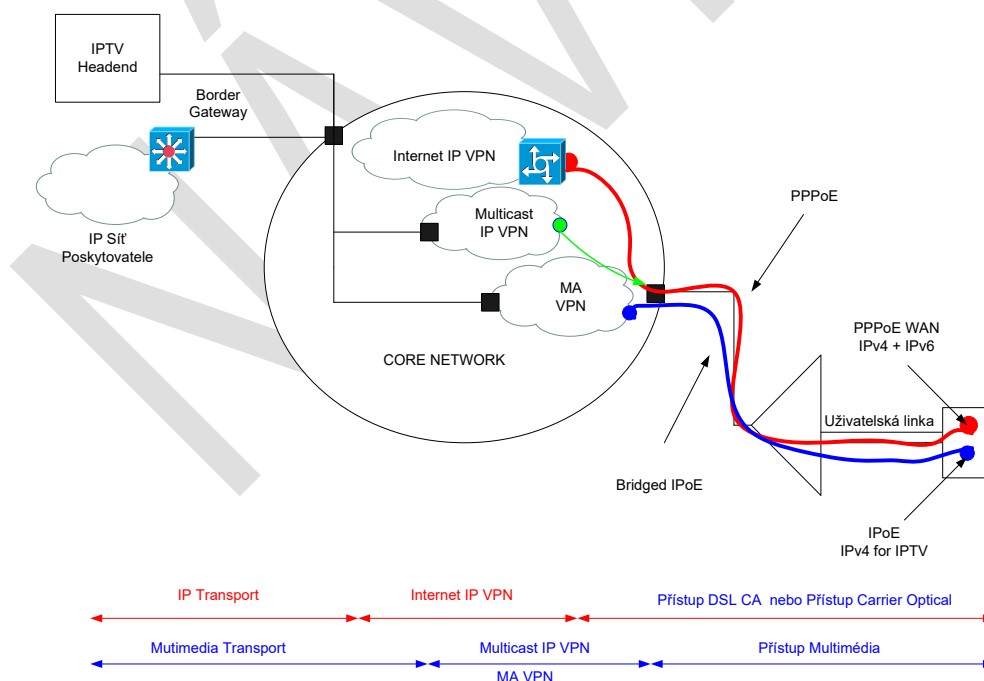 IPTV
Headend
Border
Gateway
IP Síť
Poskytovatele
Internet IP VPN
Multicast
IP VPN
MA
VPN
CORE NETWORK
PPPoE
PPPoE WAN
IPv4 + IPv6
Uživatelská linka
Bridged IPoE
IPoE
IPv4 for IPTV
IP Transport
Internet IP VPN
Přístup DSL CA nebo Přístup Carrier Optical
Mutimedia Transport
Multicast IP VPN
Přístup Multimédia
MA VPN